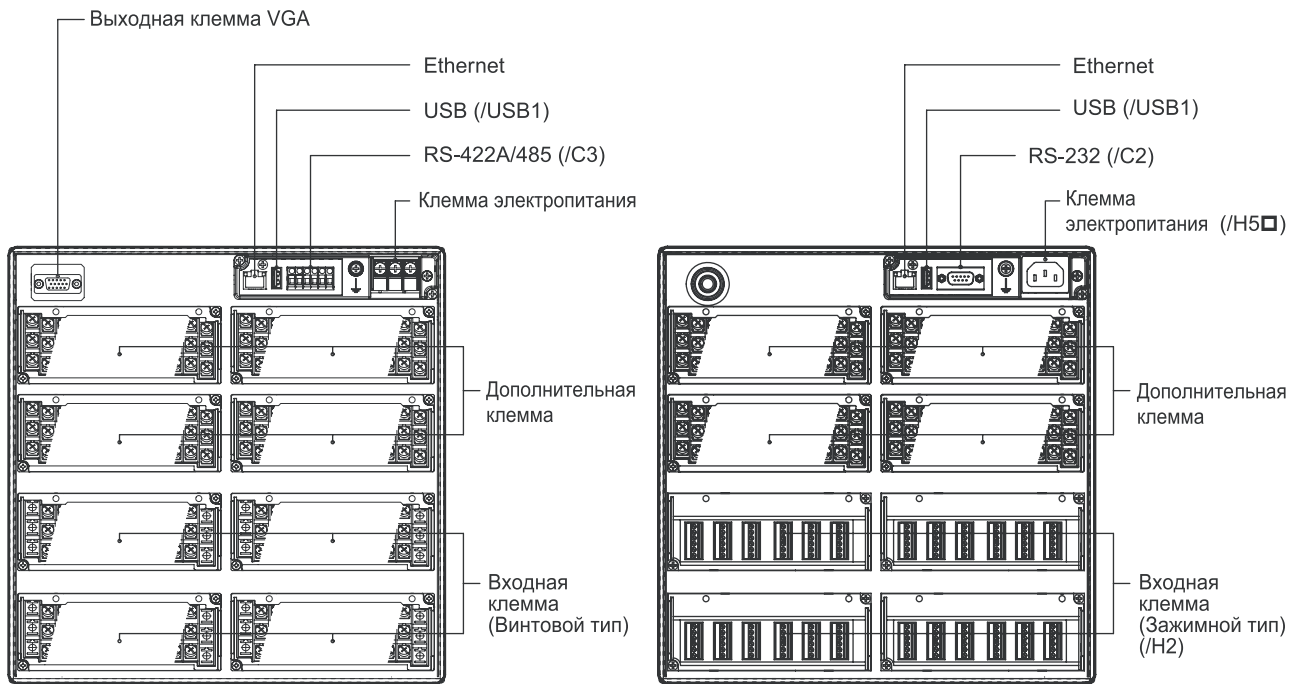 Выходная клемма VGA
Ethernet
USB (/USB1)
RS-422A/485 (/C3)
Клемма электропитания
Дополнительная
клемма
Входная
клемма
(Винтовой тип)
Ethernet
USB (/USB1)
RS-232 (/C2)
Клемма
электропитания (/H5□)
Дополнительная
клемма
Входная
клемма
(Зажимной тип)
(/H2)